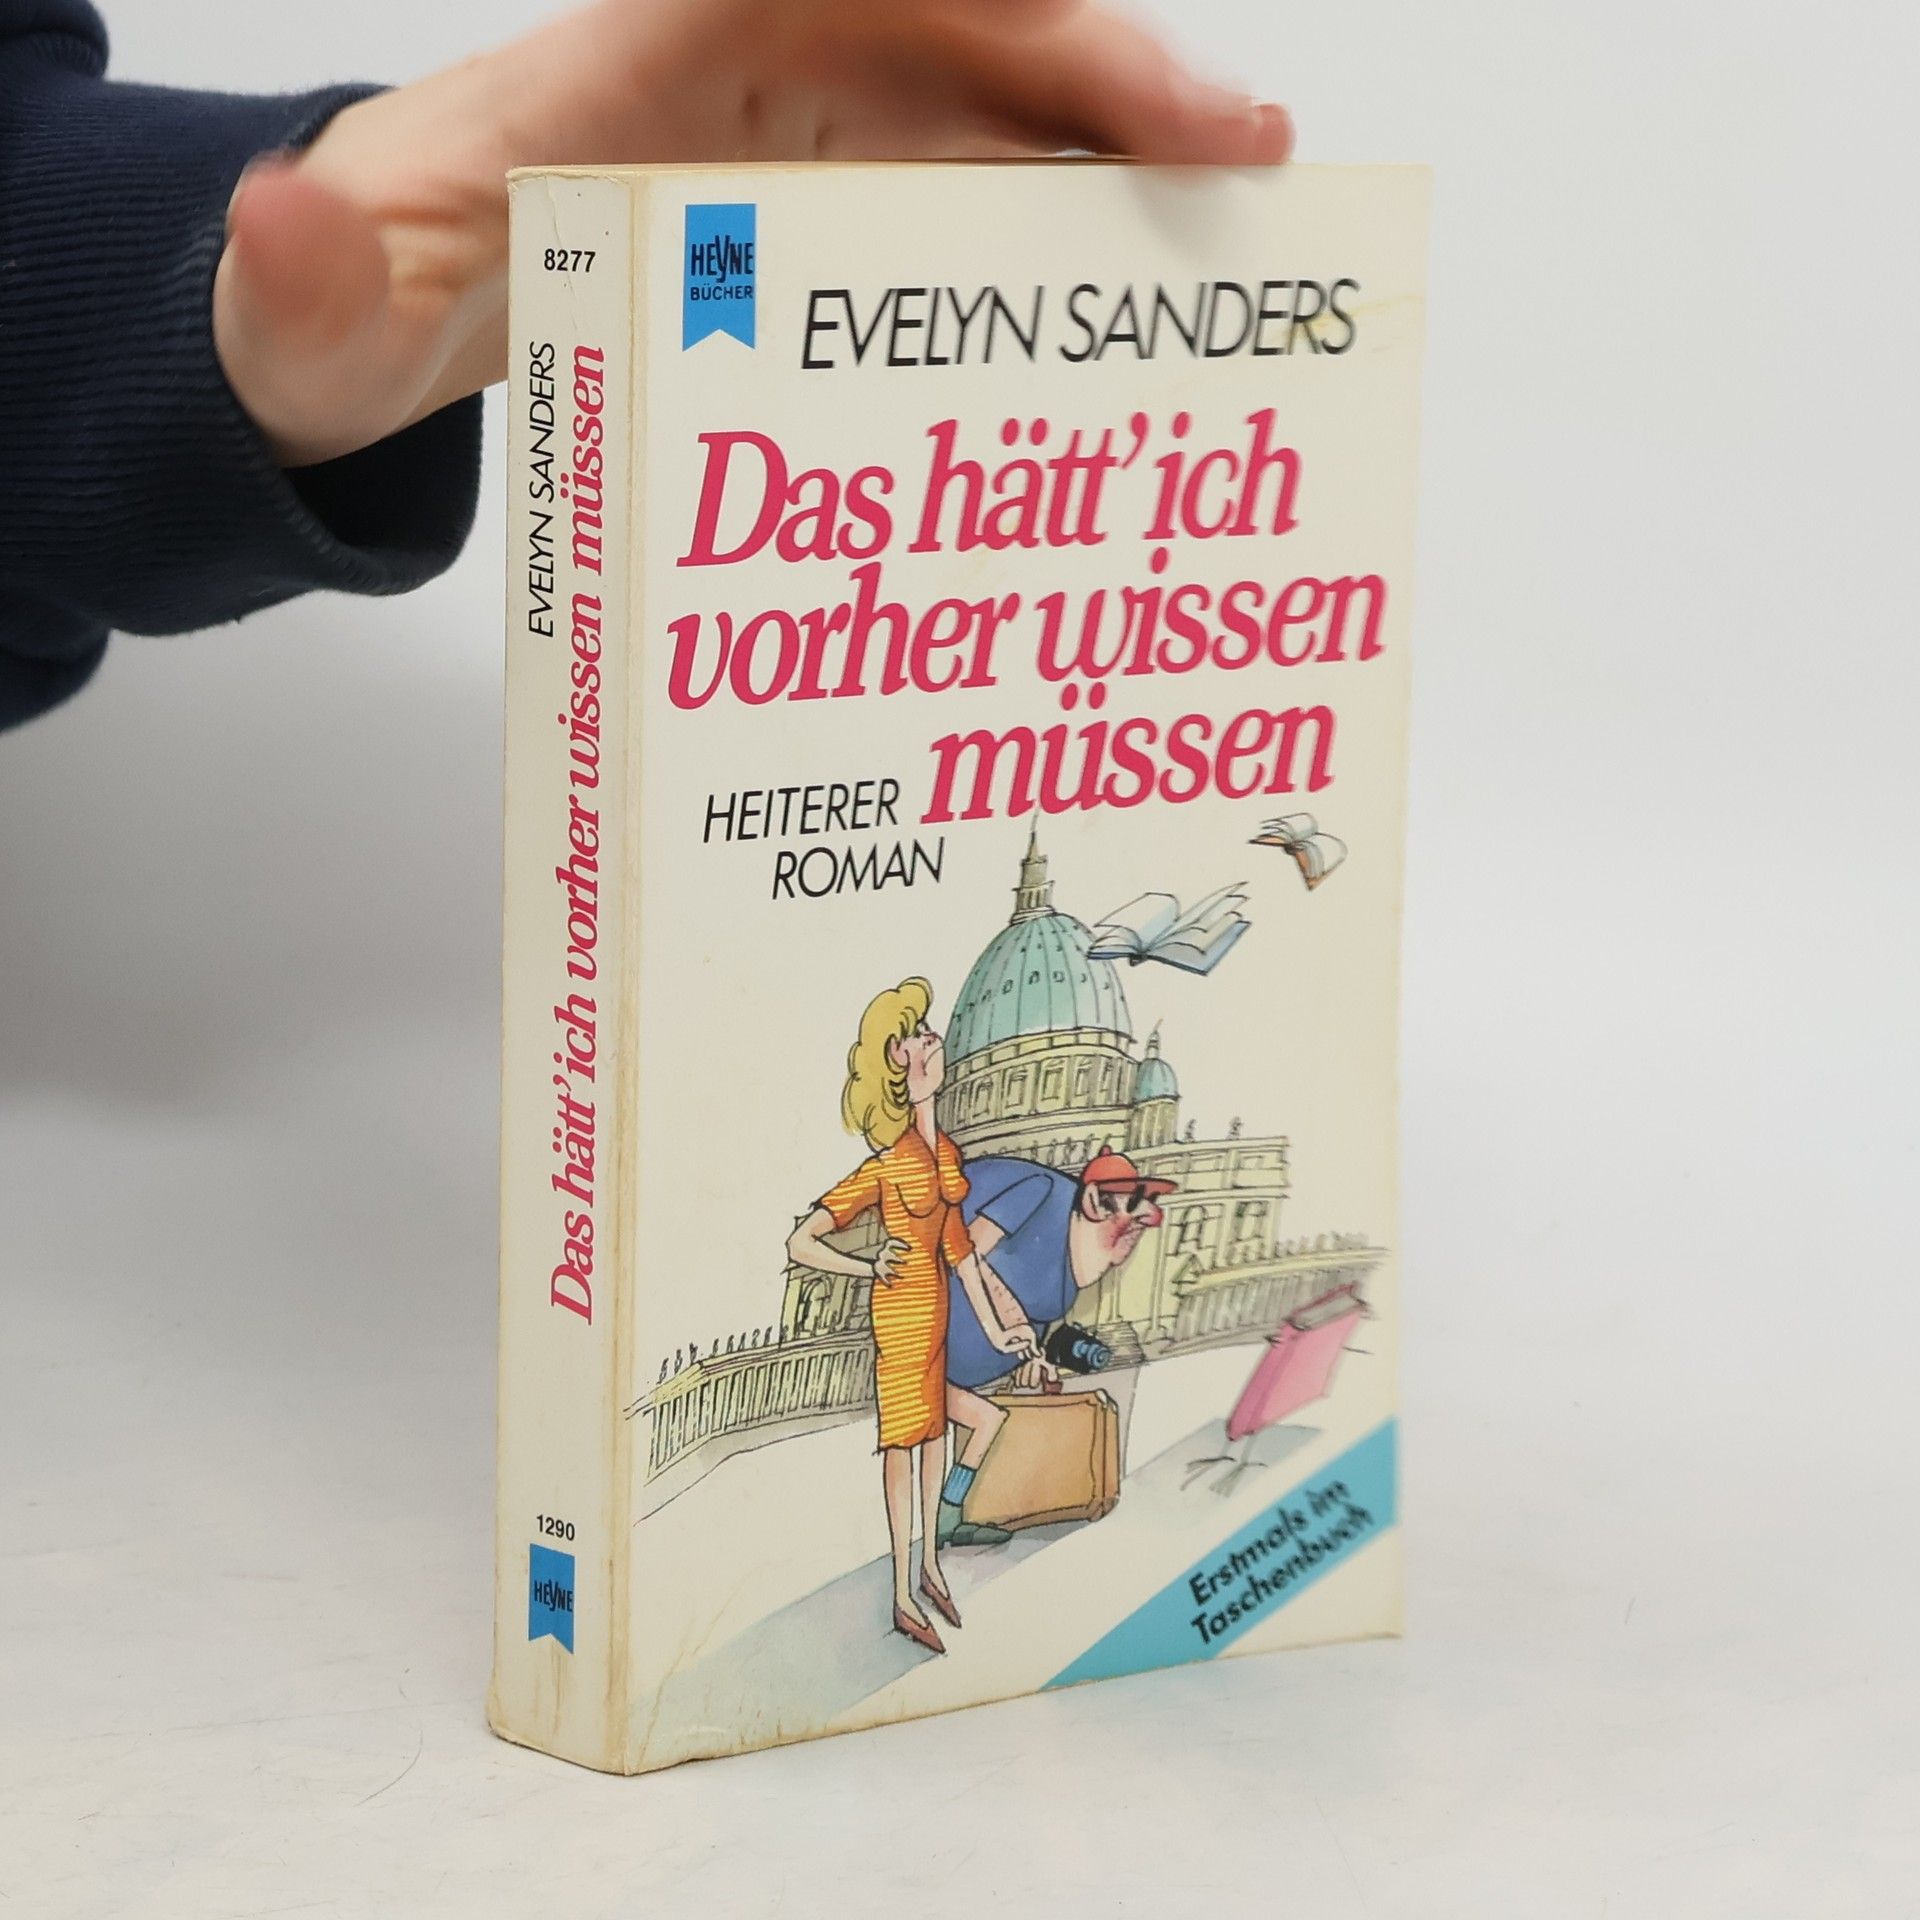 8277
EVELYN SANDERS
Das hätt' ich vorher wissen müssen
1290
HEYNE
HEYNE
BÜCHER
EVELYN SANDERS
Das hätt' ich
vorher wissen
müssen
HEITERER
ROMAN
Erstmals im
Taschenbuch